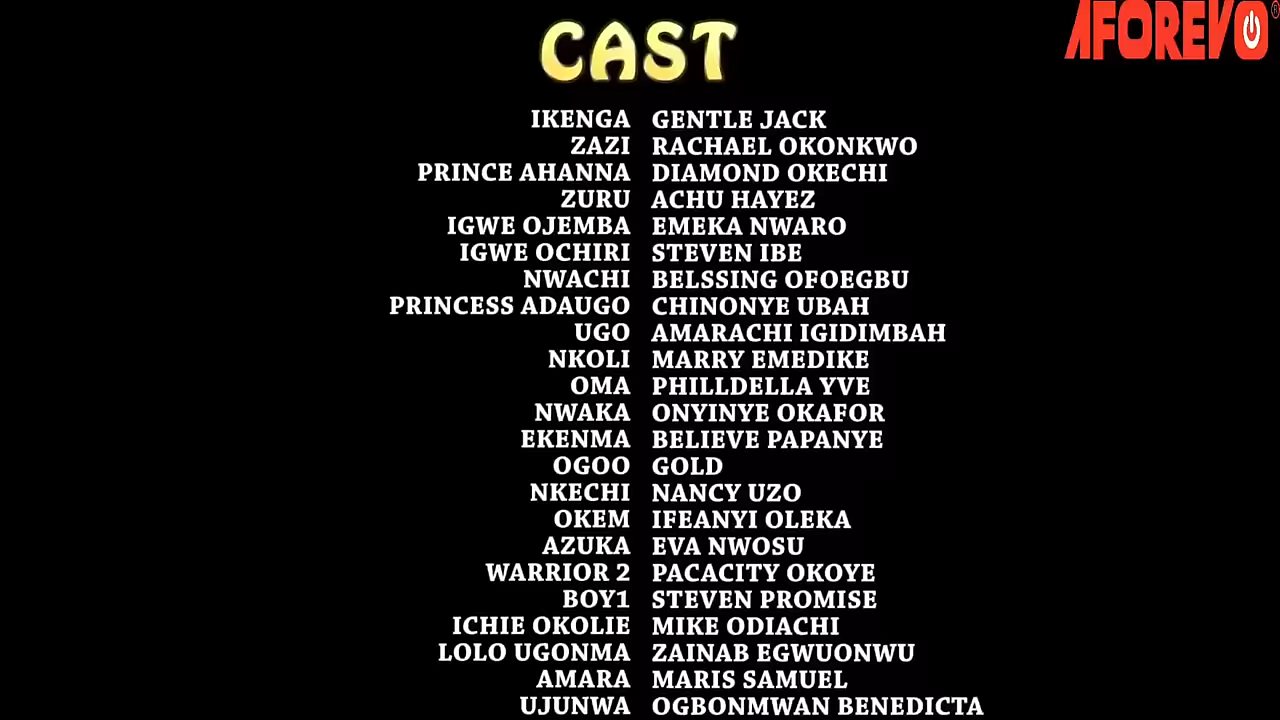 CAST
AFOREVO®
IKENGA GENTLE JACK
ZAZI RACHAEL OKONKWO
PRINCE AHANNA DIAMOND OKECHI
ZURU ACHU HAYEZ
IGWE OJEMBA EMEKA NWARO
IGWE OCHIRI STEVEN IBE
NWACHI BELSSING OFOEGBU
PRINCESS ADAUGO CHINONYE UBAH
UGO AMARACHI IGIDIMBAH
NKOLI MARRY EMEDIKE
OMA PHILLDELLA YVE
NWAKA ONYINYE OKAFOR
EKENMA BELIEVE PAPANYE
OGOO GOLD
NKECHI NANCY UZO
OKEM IFEANYI OLEKA
AZUKA EVA NWOSU
WARRIOR 2 PACACITY OKOYE
BOY1 STEVEN PROMISE
ICHIE OKOLIE MIKE ODIACHI
LOLO UGONMA ZAINAB EGWUONWU
AMARA MARIS SAMUEL
UJUNWA OGBONMWAN BENEDICTA